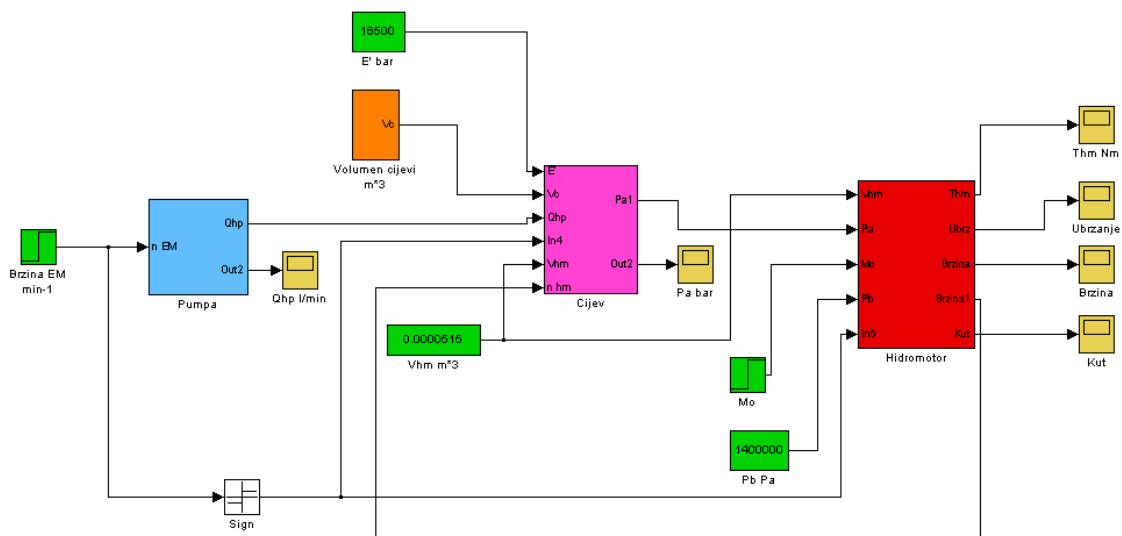 16500
E' bar
Vc
Volumen cijevi
m*3
E'
Vc
Qhp
In4
Vhm
n hm
Pa1
Out2
Cijev
n EM
Qhp
Out2
Pumpa
Brzina EM
min-1
Qhp l/min
Pa bar
0.0000515
Vhm m*3
Vhm
Pa
Mo
Pb
In5
Thm
Ubrz
Brzina
Brzina1
Kut
Hidromotor
Thm Nm
Ubrzanje
Brzina
Kut
Mo
1400000
Pb Pa
Sign